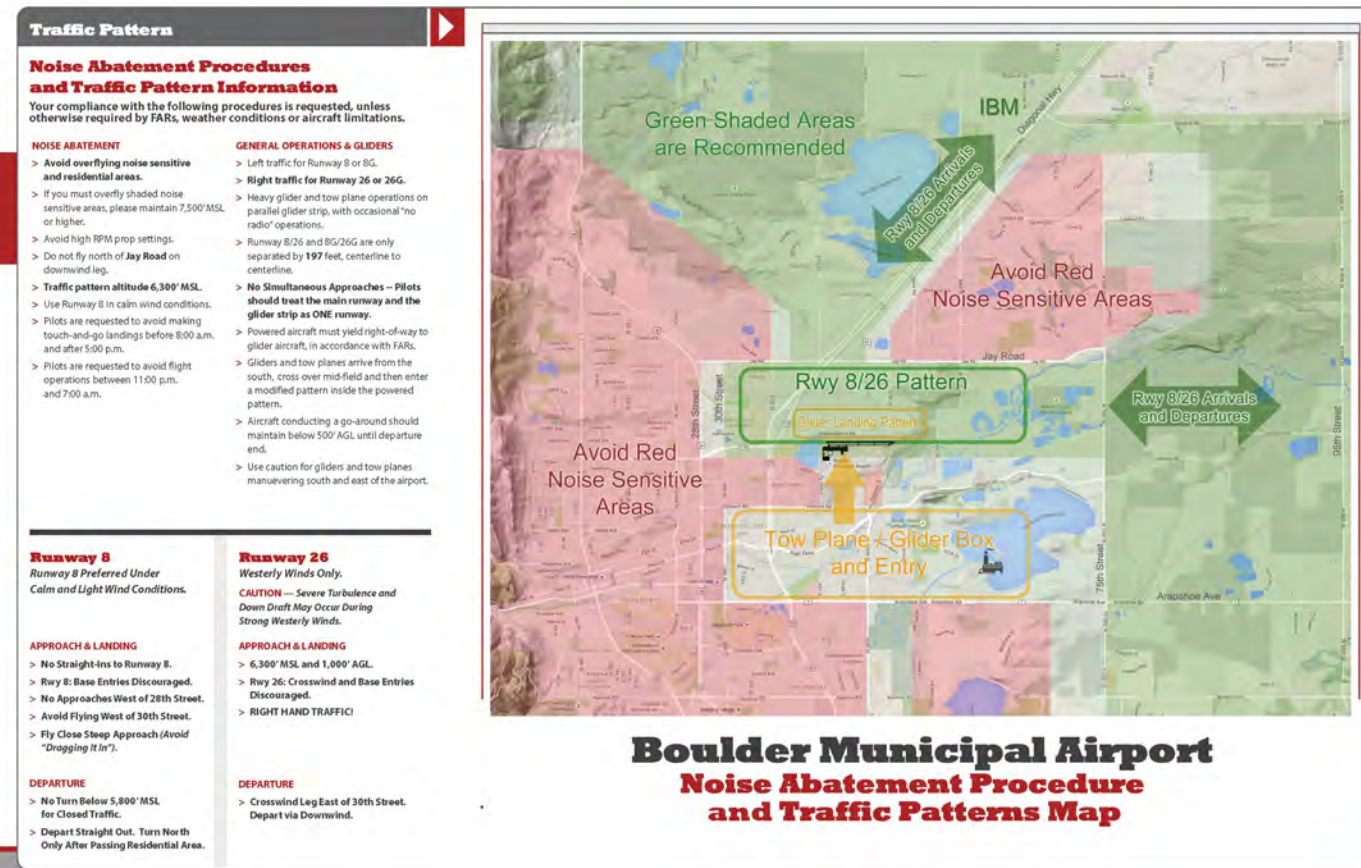 Traffic Pattern
Noise Abatement Procedures
and Traffic Pattern Information
Your compliance with the following procedures is requested, unless
otherwise required by FARs, weather conditions or aircraft limitations.
NOISE ABATEMENT
> Avoid overflying noise sensitive
and residential areas.
> If you must overfly shaded noise
sensitive areas, please maintain 7,500' MSL
or higher.
> Avoid high RPM prop settings.
> Do not fly north of Jay Road on
downwind leg.
> Traffic pattern altitude 6,300' MSL.
> Use Runway 8 in calm wind conditions.
> Pilots are requested to avoid making
touch-and-go landings before 8:00 a.m.
and after 5:00 p.m.
> Pilots are requested to avoid flight
operations between 11:00 p.m.
and 7:00 a.m.
GENERAL OPERATIONS & GLIDERS
> Left traffic for Runway 8 or 8G.
> Right traffic for Runway 26 or 26G.
> Heavy glider and tow plane operations on
parallel glider strip, with occasional "no
radio" operations.
> Runway 8/26 and 8G/26G are only
separated by 197 feet, centerline to
centerline.
> No Simultaneous Approaches -- Pilots
should treat the main runway and the
glider strip as ONE runway.
> Powered aircraft must yield right-of-way to
glider aircraft, in accordance with FARs.
> Gliders and tow planes arrive from the
south, cross over mid-field and then enter
a modified pattern inside the powered
pattern.
> Aircraft conducting a go-around should
maintain below 500' AGL until departure
end.
> Use caution for gliders and tow planes
manuevering south and east of the airport.
Runway 8
Runway 8 Preferred Under
Calm and Light Wind Conditions.
APPROACH & LANDING
> No Straight-Ins to Runway 8.
> Rwy 8: Base Entries Discouraged.
> No Approaches West of 28th Street.
> Avoid Flying West of 30th Street.
> Fly Close Steep Approach (Avoid
"Dragging It In").
DEPARTURE
> No Turn Below 5,800' MSL
for Closed Traffic.
> Depart Straight Out. Turn North
Only After Passing Residential Area.
Runway 26
Westerly Winds Only.
CAUTION — Severe Turbulence and
Down Draft May Occur During
Strong Westerly Winds.
APPROACH & LANDING
> 6,300' MSL and 1,000' AGL.
> Rwy 26: Crosswind and Base Entries
Discouraged.
> RIGHT HAND TRAFFIC!
DEPARTURE
> Crosswind Leg East of 30th Street.
Depart via Downwind.
Green Shaded Areas
are Recommended
IBM
Diagonal Hwy
Rwy 8/26 Arrivals
and Departures
Avoid Red
Noise Sensitive Areas
Jay Road
28th Street
30th Street
Rwy 8/26 Pattern
Glider Landing Pattern
Rwy 8/26 Arrivals
and Departures
95th Street
Avoid Red
Noise Sensitive
Areas
Tow Plane / Glider Box
and Entry
75th Street
Arapahoe Ave
Boulder Municipal Airport
Noise Abatement Procedure
and Traffic Patterns Map